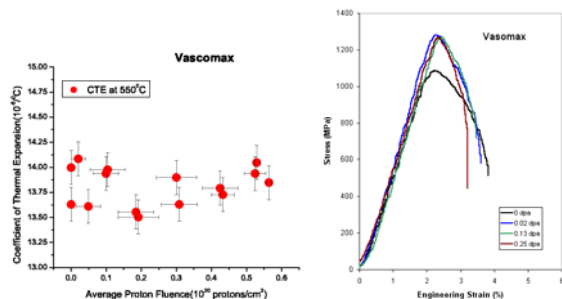 Vascomax
CTE at 550°C
Coefficient of Thermal Expansion(10⁻⁶/°C)
15.00
14.75
14.50
14.25
14.00
13.75
13.50
13.25
13.00
0.0
0.1
0.2
0.3
0.4
0.5
0.6
Average Proton Fluence(10²⁰ protons/cm²)
Vasomax
Stress (MPa)
1400
1200
1000
800
600
400
200
0
0 dpa
0.02 dpa
0.13 dpa
0.25 dpa
0
1
2
3
4
5
6
Engineering Strain (%)